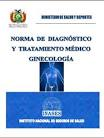 MINISTERIO DE SALUD Y DEPORTES
NORMA DE DIAGNÓSTICO
Y TRATAMIENTO MÉDICO
GINECOLOGÍA
INASES
INSTITUTO NACIONAL DE SEGUROS DE SALUD